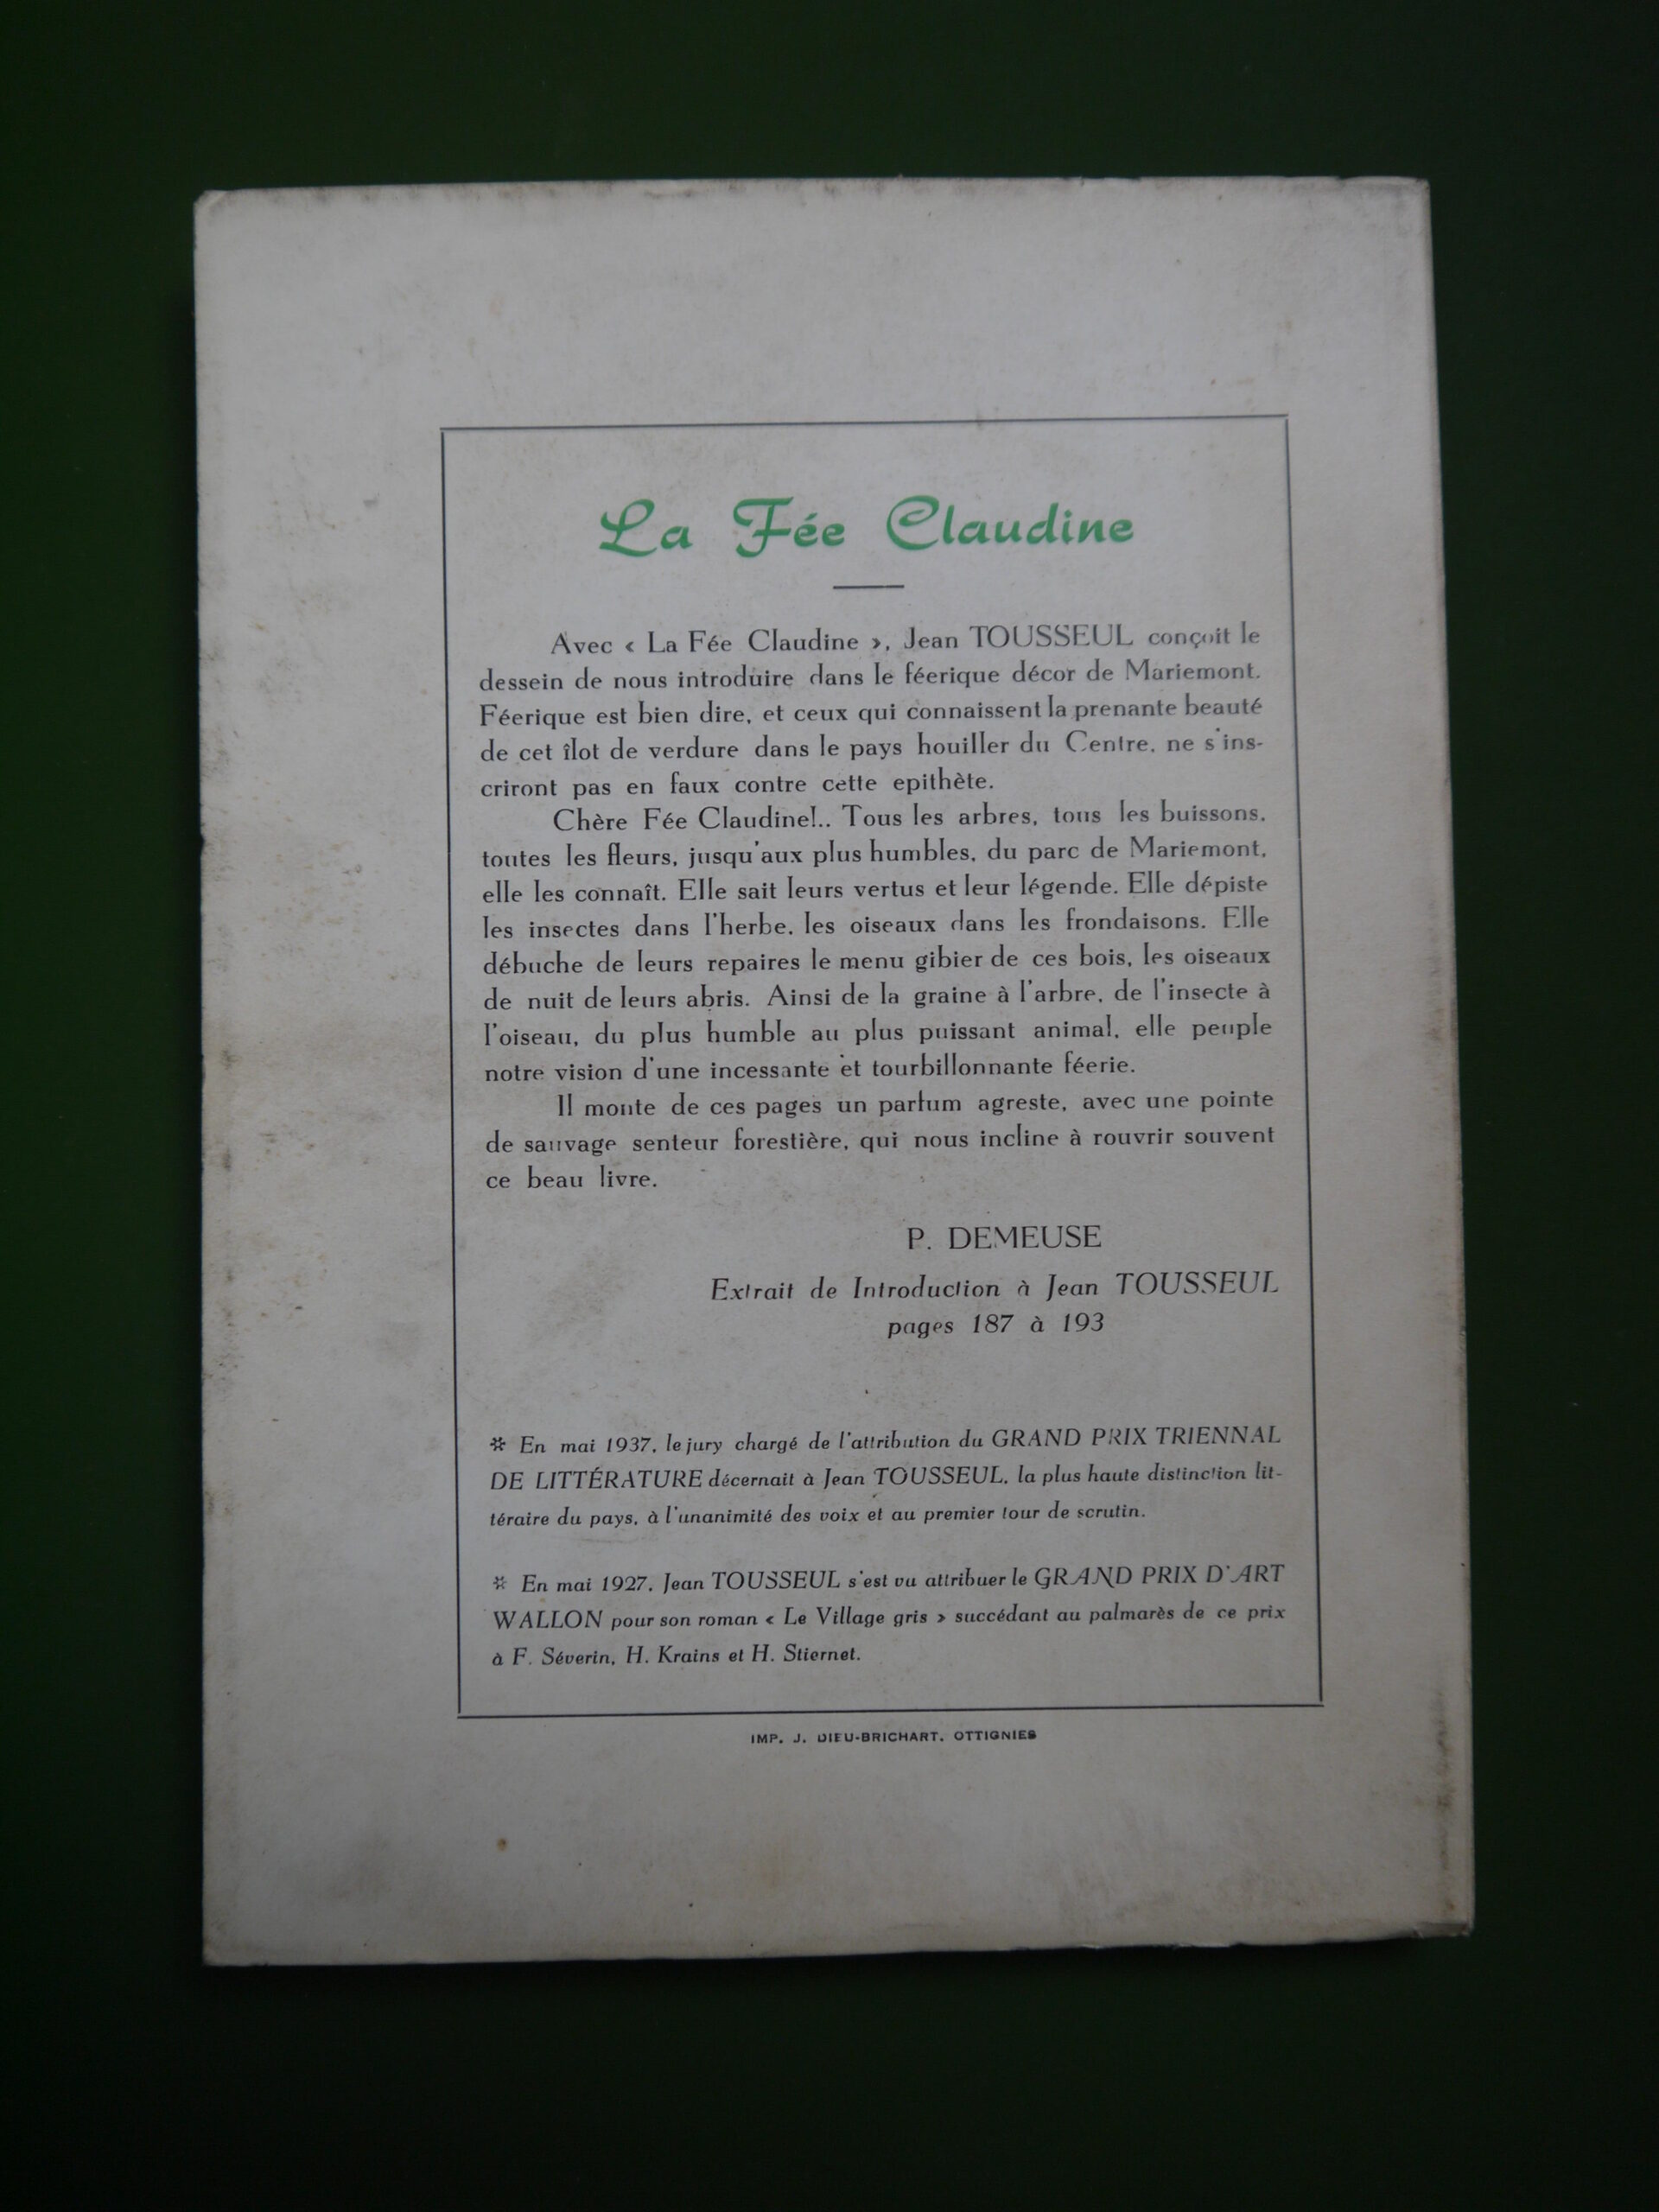 La Fée Claudine
Avec « La Fée Claudine », Jean TOUSSEUL conçoit le
dessein de nous introduire dans le féerique décor de Mariemont.
Féerique est bien dire, et ceux qui connaissent la prenante beauté
de cet îlot de verdure dans le pays houiller du Centre, ne s'ins-
criront pas en faux contre cette epithète.
Chère Fée Claudine!.. Tous les arbres, tous les buissons,
toutes les fleurs, jusqu'aux plus humbles, du parc de Mariemont,
elle les connaît. Elle sait leurs vertus et leur légende. Elle dépiste
les insectes dans l'herbe, les oiseaux dans les frondaisons. Elle
débuche de leurs repaires le menu gibier de ces bois, les oiseaux
de nuit de leurs abris. Ainsi de la graine à l'arbre, de l'insecte à
l'oiseau, du plus humble au plus puissant animal, elle peuple
notre vision d'une incessante et tourbillonnante féerie.
Il monte de ces pages un parfum agreste, avec une pointe
de sauvage senteur forestière, qui nous incline à rouvrir souvent
ce beau livre.
P. DEMEUSE
Extrait de Introduction à Jean TOUSSEUL
pages 187 à 193
* En mai 1937, le jury chargé de l'attribution du GRAND PRIX TRIENNAL
DE LITTÉRATURE décernait à Jean TOUSSEUL, la plus haute distinction lit-
téraire du pays, à l'unanimité des voix et au premier tour de scrutin.
* En mai 1927, Jean TOUSSEUL s'est vu attribuer le GRAND PRIX D'ART
WALLON pour son roman « Le Village gris » succédant au palmarès de ce prix
à F. Séverin, H. Krains et H. Stiernet.
IMP. J. DIEU-BRICHART. OTTIGNIES